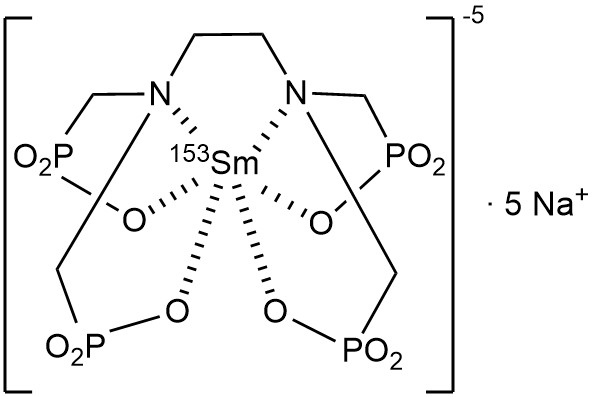 -5
N N
O₂P ¹⁵³Sm PO₂
O O · 5 Na⁺
O O
O₂P PO₂